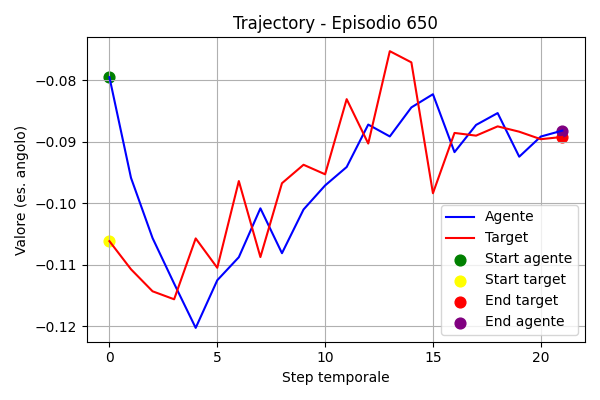 Trajectory - Episodio 650
Valore (es. angolo)
−0.08
−0.09
−0.10
−0.11
−0.12
0
5
10
15
20
Step temporale
Agente
Target
Start agente
Start target
End target
End agente